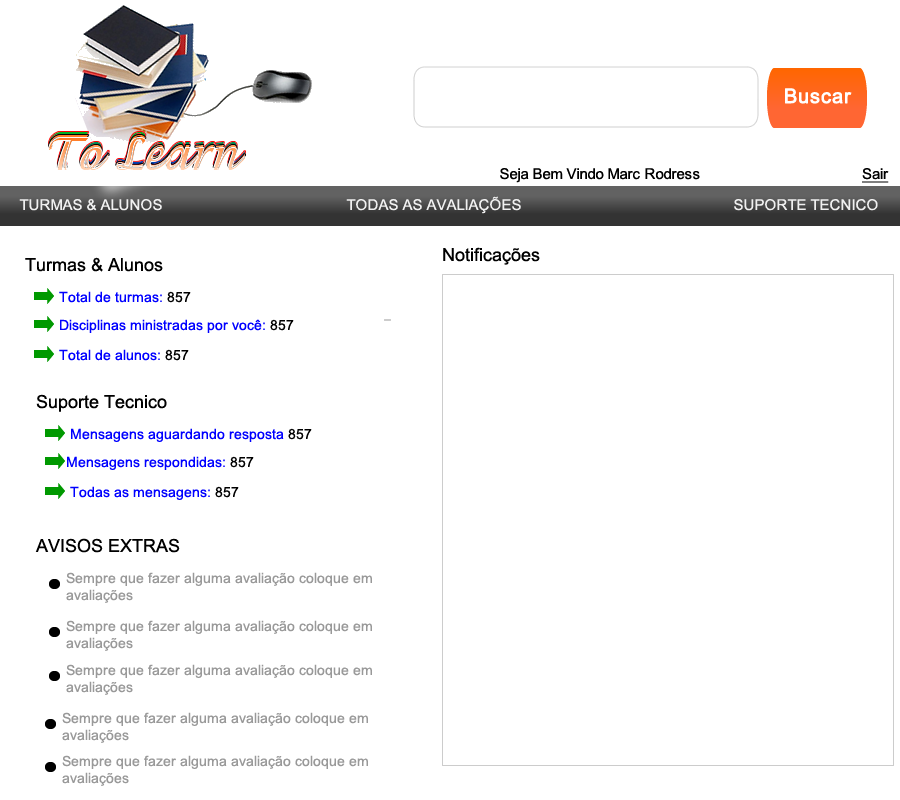 To Learn
Buscar
Seja Bem Vindo Marc Rodress
Sair
TURMAS & ALUNOS
TODAS AS AVALIAÇÕES
SUPORTE TECNICO
Turmas & Alunos
Total de turmas: 857
Disciplinas ministradas por você: 857
Total de alunos: 857
Suporte Tecnico
Mensagens aguardando resposta 857
Mensagens respondidas: 857
Todas as mensagens: 857
AVISOS EXTRAS
Sempre que fazer alguma avaliação coloque em
avaliações
Sempre que fazer alguma avaliação coloque em
avaliações
Sempre que fazer alguma avaliação coloque em
avaliações
Sempre que fazer alguma avaliação coloque em
avaliações
Sempre que fazer alguma avaliação coloque em
avaliações
Notificações